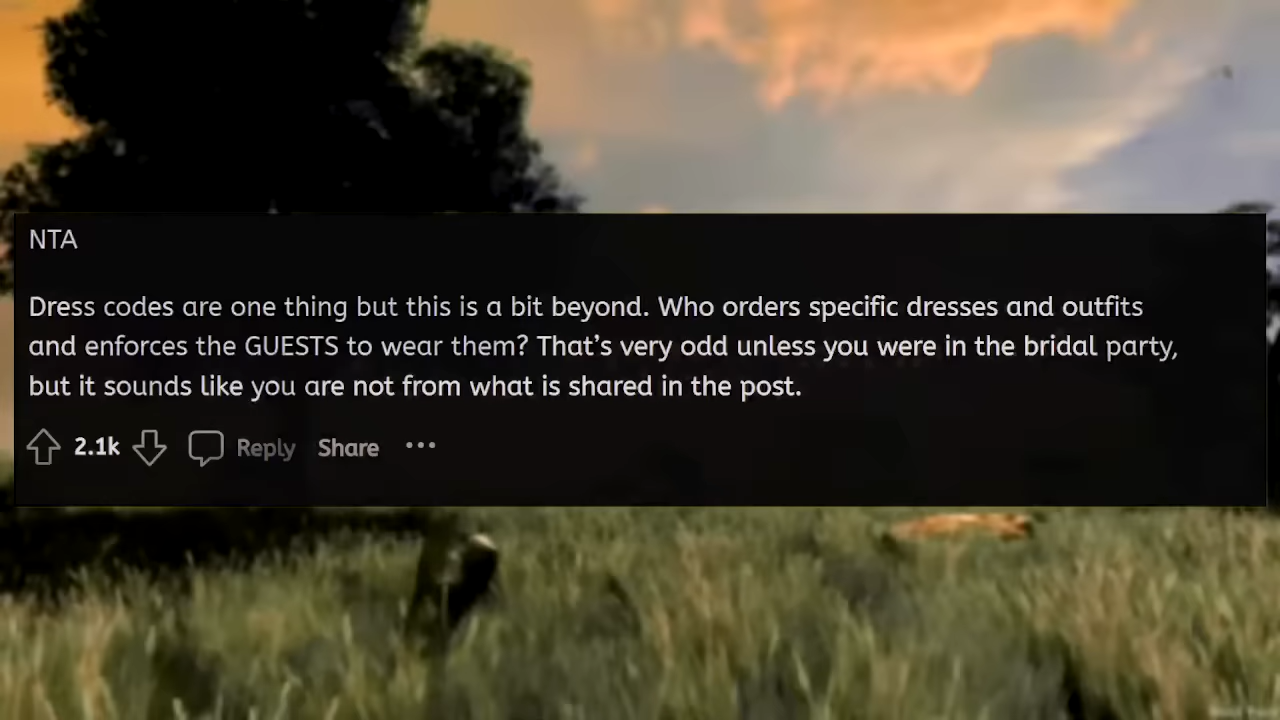 NTA
Dress codes are one thing but this is a bit beyond. Who orders specific dresses and outfits
and enforces the GUESTS to wear them? That’s very odd unless you were in the bridal party,
but it sounds like you are not from what is shared in the post.
2.1k Reply Share •••